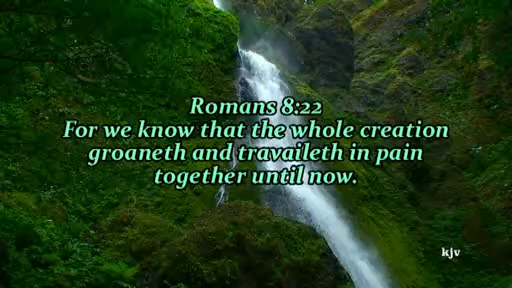 Romans 8:22
For we know that the whole creation
groaneth and travaileth in pain
together until now.
kjv